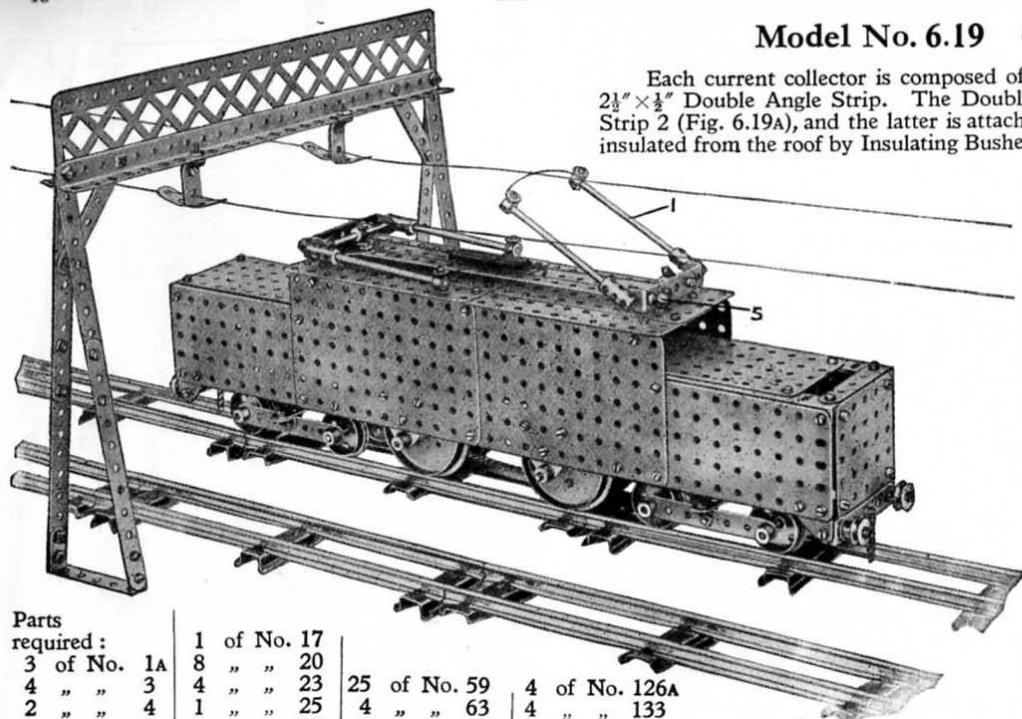 Model No. 6.19
Each current collector is composed of
2½″ × ½″ Double Angle Strip. The Doubl
Strip 2 (Fig. 6.19A), and the latter is attach
insulated from the roof by Insulating Bushe
1
5
Parts
required :
3 of No. 1A
4 „ „ 3
2 „ „ 4
1 of No. 17
8 „ „ 20
4 „ „ 23
1 „ „ 25
25 of No. 59
4 „ „ 63
4 of No. 126A
4 „ „ 133